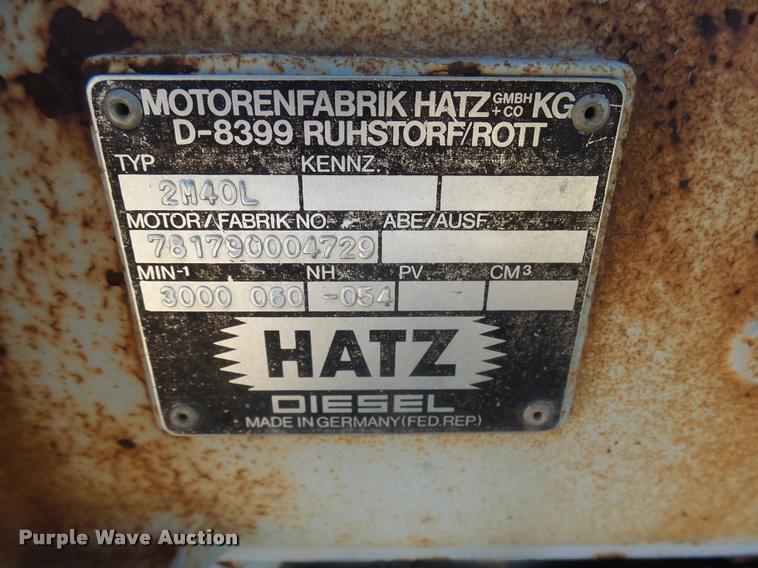 MOTORENFABRIK HATZ GMBH + CO KG
D-8399 RUHSTORF/ROTT
TYP KENNZ.
2M40L
MOTOR/FABRIK NO. ABE/AUSF.
781790004729
MIN-1 NH PV CM³
3000 060 -054
HATZ
DIESEL
MADE IN GERMANY (FED. REP.)
Purple Wave Auction®